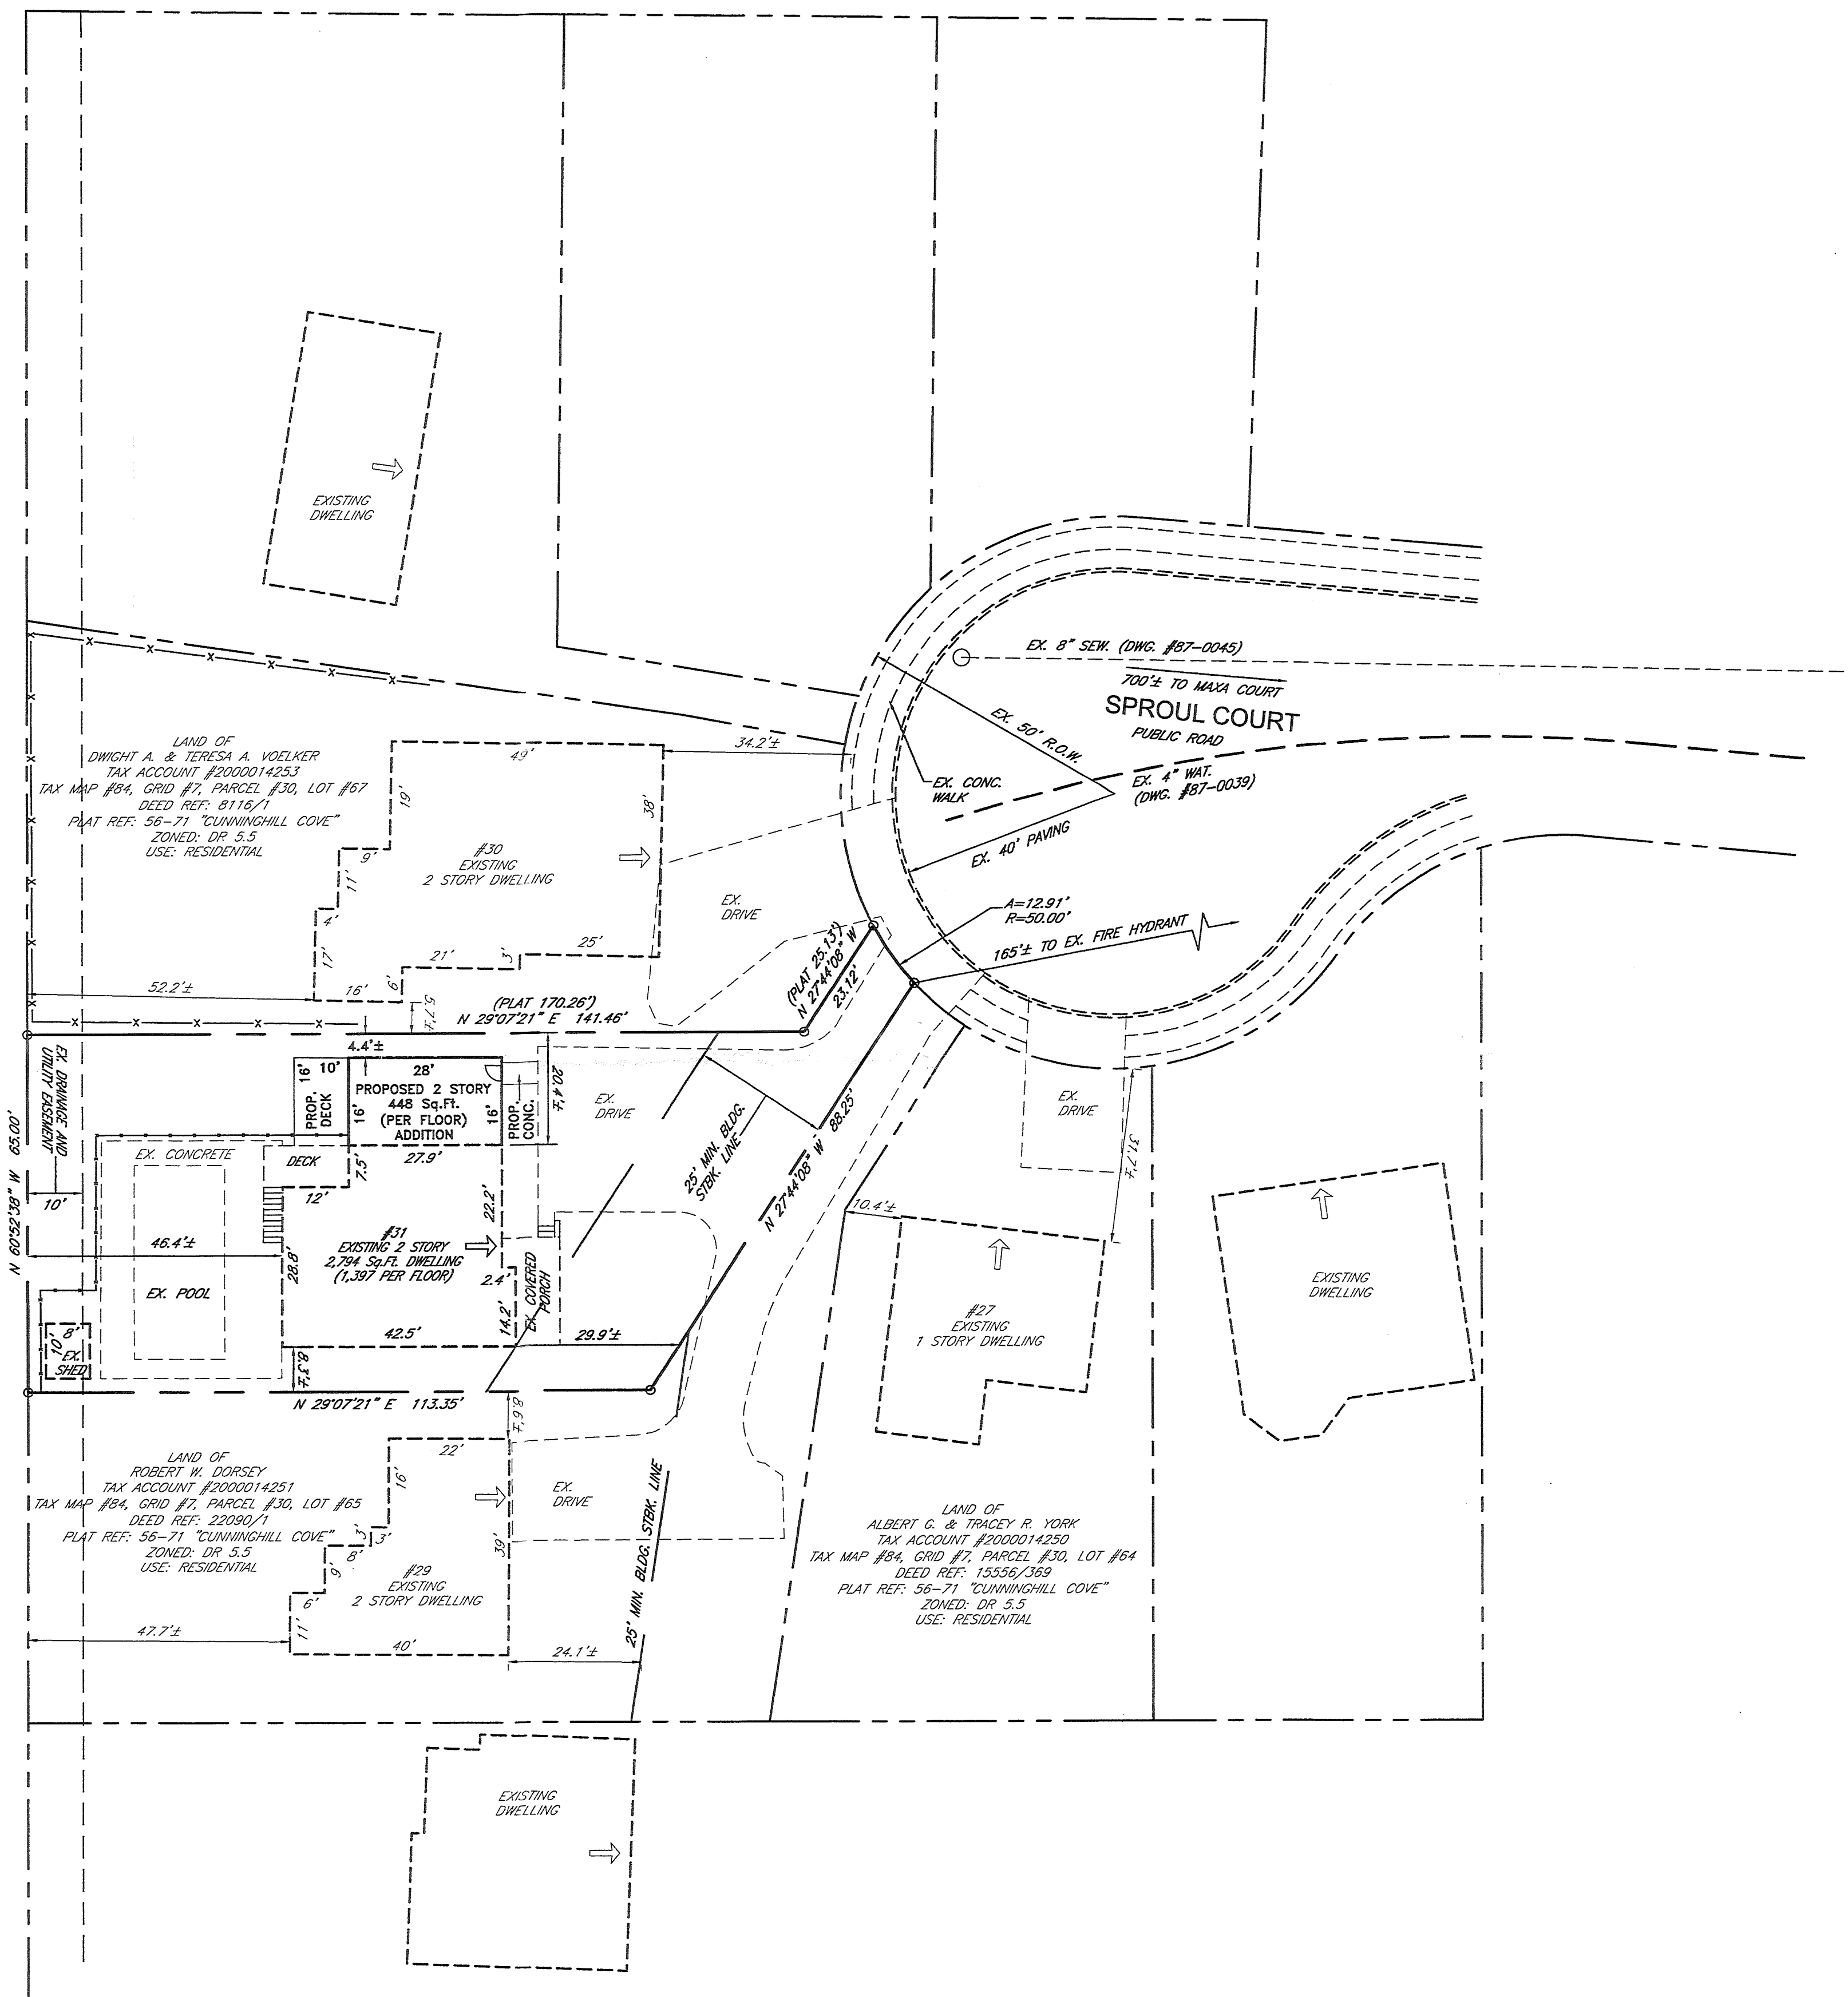 EXISTING
DWELLING
EX. 8" SEW. (DWG. #87-0045)
700'± TO MAXA COURT
SPROUL COURT
PUBLIC ROAD
EX. 50' R.O.W.
EX. CONC.
WALK
EX. 4" WAT.
(DWG. #87-0039)
EX. 40' PAVING
LAND OF
DWIGHT A. & TERESA A. VOELKER
TAX ACCOUNT #2000014253
TAX MAP #84, GRID #7, PARCEL #30, LOT #67
DEED REF: 8116/1
PLAT REF: 56-71 "CUNNINGHILL COVE"
ZONED: DR 5.5
USE: RESIDENTIAL
49'
34.2'±
19'
38'
9'
11'
4'
17'
#30
EXISTING
2 STORY DWELLING
21'
3'
25'
16'
6'
52.2'±
5.7'±
EX.
DRIVE
A=12.91'
R=50.00'
165'± TO EX. FIRE HYDRANT
(PLAT 25.13')
N 27°44'08" W
23.12'
(PLAT 170.26')
N 29°07'21" E 141.46'
4.4'±
EX. DRAINAGE AND
UTILITY EASEMENT
10'
N 60°52'38" W 65.00'
16'
10'
PROP.
DECK
28'
PROPOSED 2 STORY
448 Sq.Ft.
(PER FLOOR)
ADDITION
16'
16'
PROP.
CONC.
20.4'±
EX.
DRIVE
25' MIN. BLDG.
STBK. LINE
N 27°44'08" W 88.25'
EX.
DRIVE
31.7'±
EX. CONCRETE
DECK
7.5'
27.9'
12'
22.2'
46.4'±
28.8'
#31
EXISTING 2 STORY
2,794 Sq.Ft. DWELLING
(1,397 PER FLOOR)
2.4'
14.2'
EX. COVERED
PORCH
EX. POOL
8'
10'
EX.
SHED
42.5'
29.9'±
8.3'±
10.4'±
#27
EXISTING
1 STORY DWELLING
EXISTING
DWELLING
N 29°07'21" E 113.35'
8.6'±
LAND OF
ROBERT W. DORSEY
TAX ACCOUNT #2000014251
TAX MAP #84, GRID #7, PARCEL #30, LOT #65
DEED REF: 22090/1
PLAT REF: 56-71 "CUNNINGHILL COVE"
ZONED: DR 5.5
USE: RESIDENTIAL
22'
16'
3'
3'
8'
9'
6'
11'
39'
#29
EXISTING
2 STORY DWELLING
40'
47.7'±
24.1'±
EX.
DRIVE
25' MIN. BLDG. STBK. LINE
LAND OF
ALBERT G. & TRACEY R. YORK
TAX ACCOUNT #2000014250
TAX MAP #84, GRID #7, PARCEL #30, LOT #64
DEED REF: 15556/369
PLAT REF: 56-71 "CUNNINGHILL COVE"
ZONED: DR 5.5
USE: RESIDENTIAL
EXISTING
DWELLING